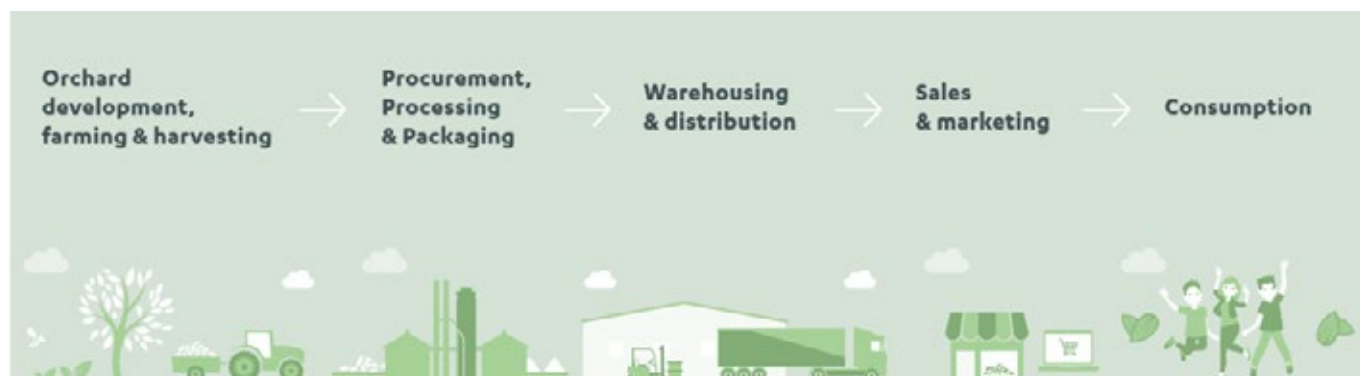 Orchard
development,
farming & harvesting
Procurement,
Processing
& Packaging
Warehousing
& distribution
Sales
& marketing
Consumption